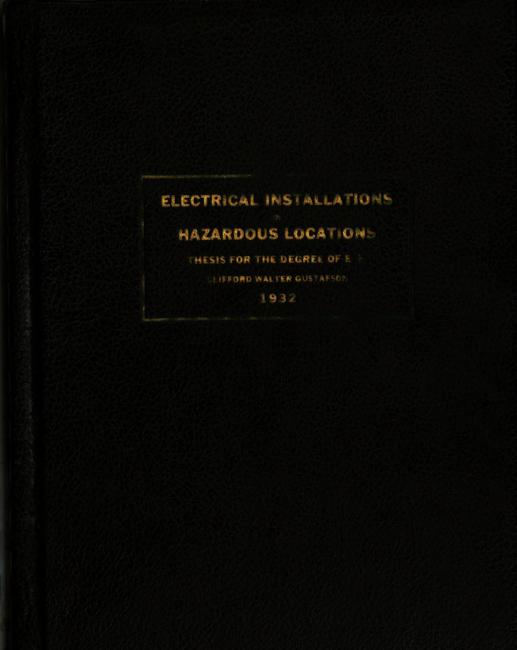 ELECTRICAL INSTALLATIONS
HAZARDOUS LOCATIONS
THESIS FOR THE DEGREE OF E.
CLIFFORD WALTER GUSTAFSON
1932